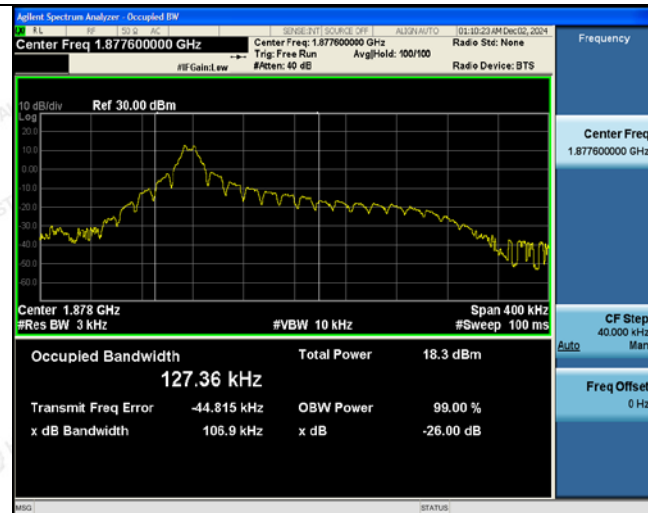 Agilent Spectrum Analyzer - Occupied BW
RL RF 50 Ω AC SENSE:INT SOURCE OFF ALIGN AUTO 01:10:23 AM Dec 02, 2024
Center Freq 1.877600000 GHz
Center Freq: 1.877600000 GHz
Radio Std: None
Trig: Free Run Avg|Hold: 100/100
#IFGain:Low #Atten: 40 dB Radio Device: BTS
10 dB/div Ref 30.00 dBm
Log
20.0
10.0
0.00
-10.0
-20.0
-30.0
-40.0
-50.0
-60.0
Center 1.878 GHz Span 400 kHz
#Res BW 3 kHz #VBW 10 kHz #Sweep 100 ms
Occupied Bandwidth Total Power 18.3 dBm
127.36 kHz
Transmit Freq Error -44.815 kHz OBW Power 99.00 %
x dB Bandwidth 106.9 kHz x dB -26.00 dB
MSG STATUS
Frequency
Center Freq
1.877600000 GHz
CF Step
40.000 kHz
Auto Man
Freq Offset
0 Hz